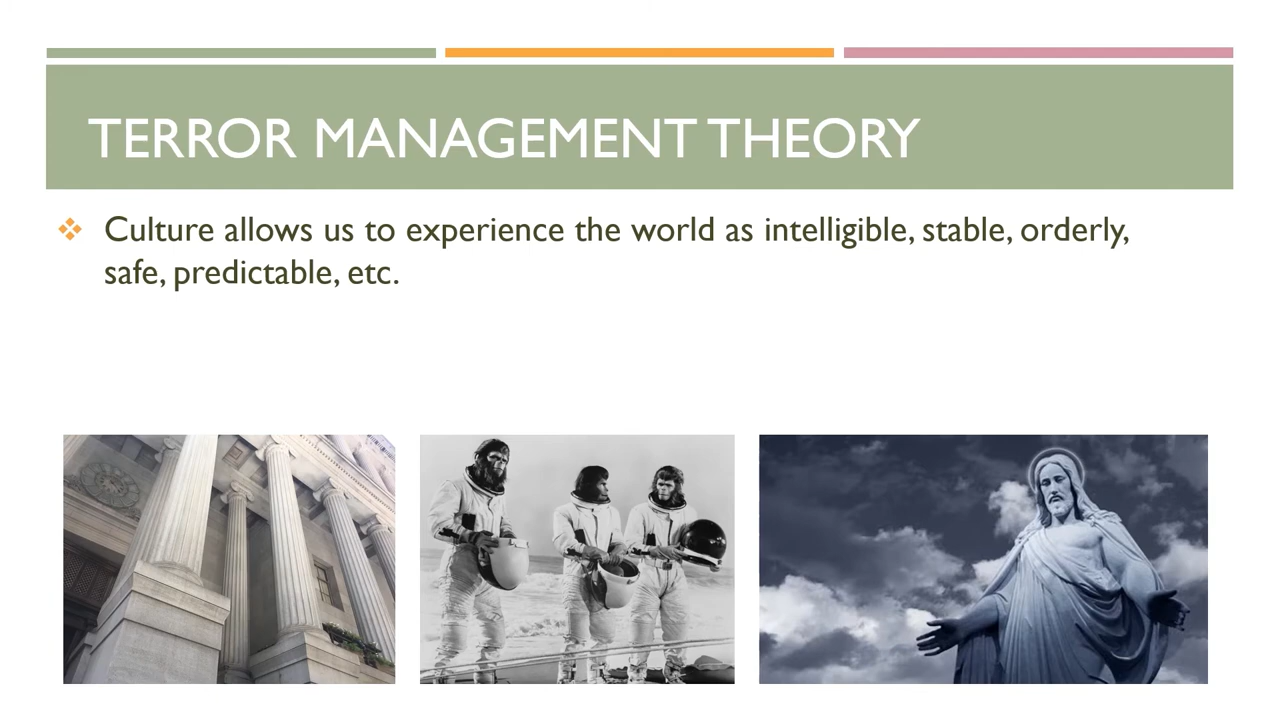 TERROR MANAGEMENT THEORY
Culture allows us to experience the world as intelligible, stable, orderly,
safe, predictable, etc.